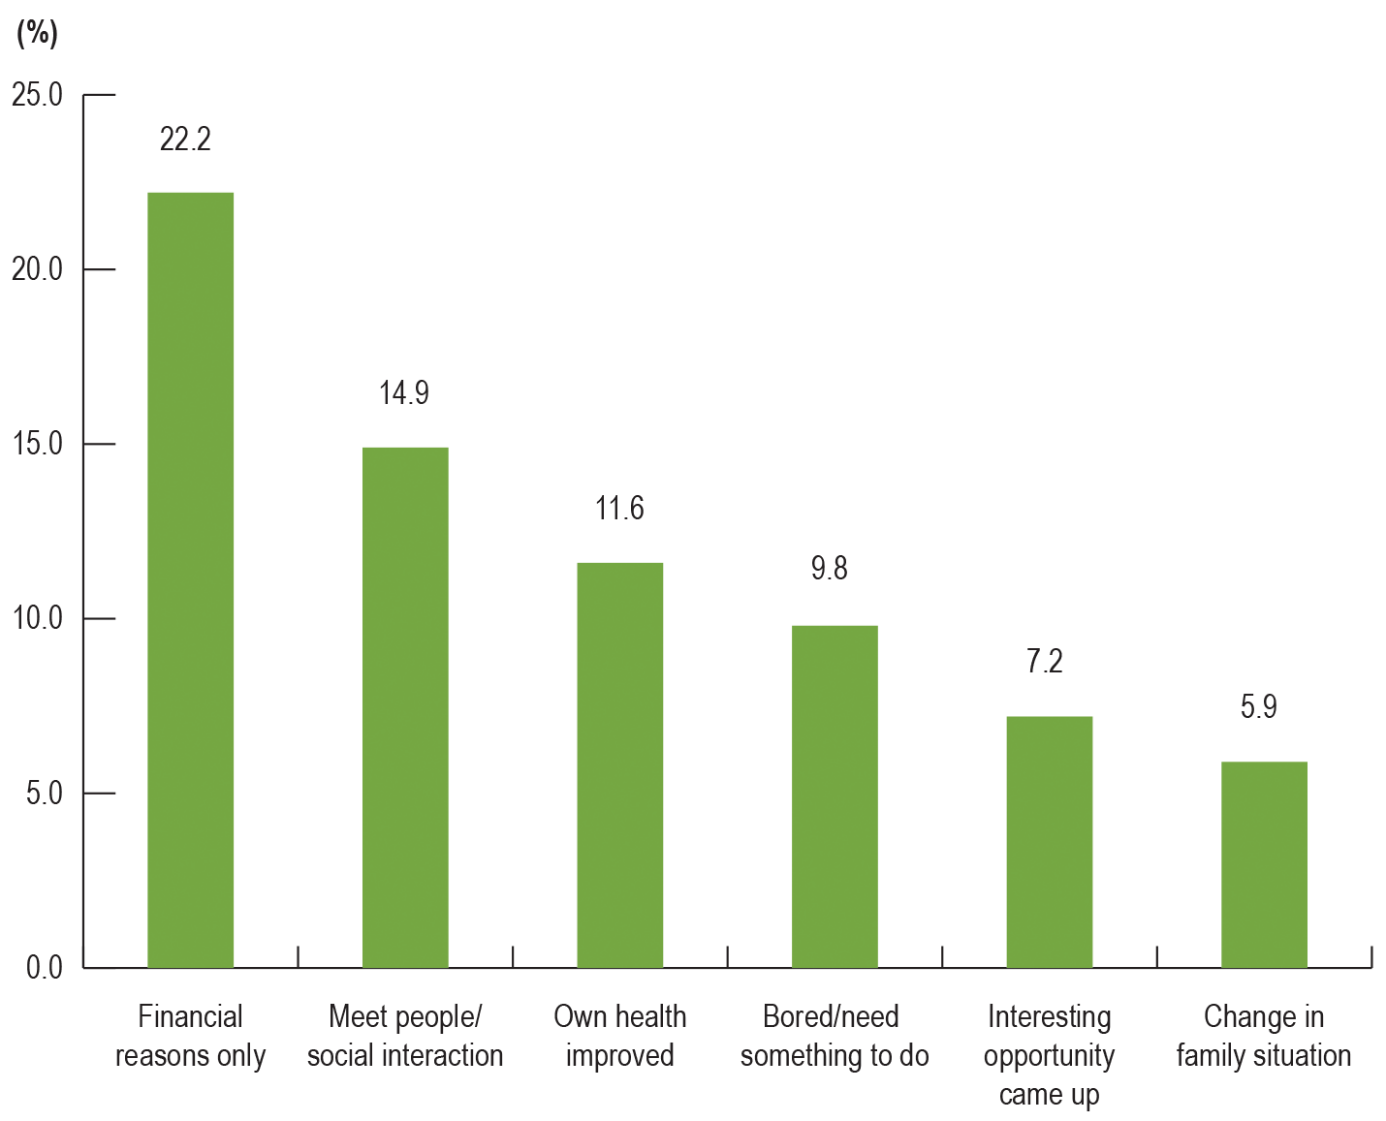 (%)
25.0
20.0
15.0
10.0
5.0
0.0
22.2
14.9
11.6
9.8
7.2
5.9
Financial
reasons only
Meet people/
social interaction
Own health
improved
Bored/need
something to do
Interesting
opportunity
came up
Change in
family situation